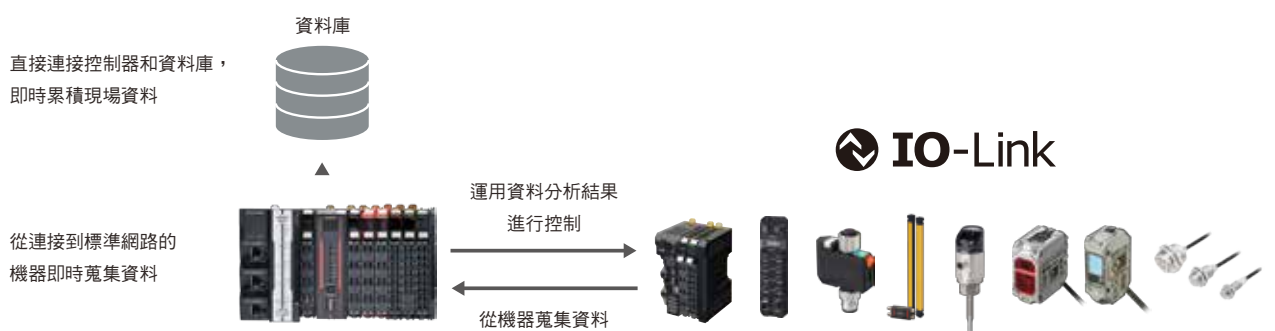 資料庫
直接連接控制器和資料庫，
即時累積現場資料
IO-Link
運用資料分析結果
進行控制
從連接到標準網路的
機器即時蒐集資料
從機器蒐集資料